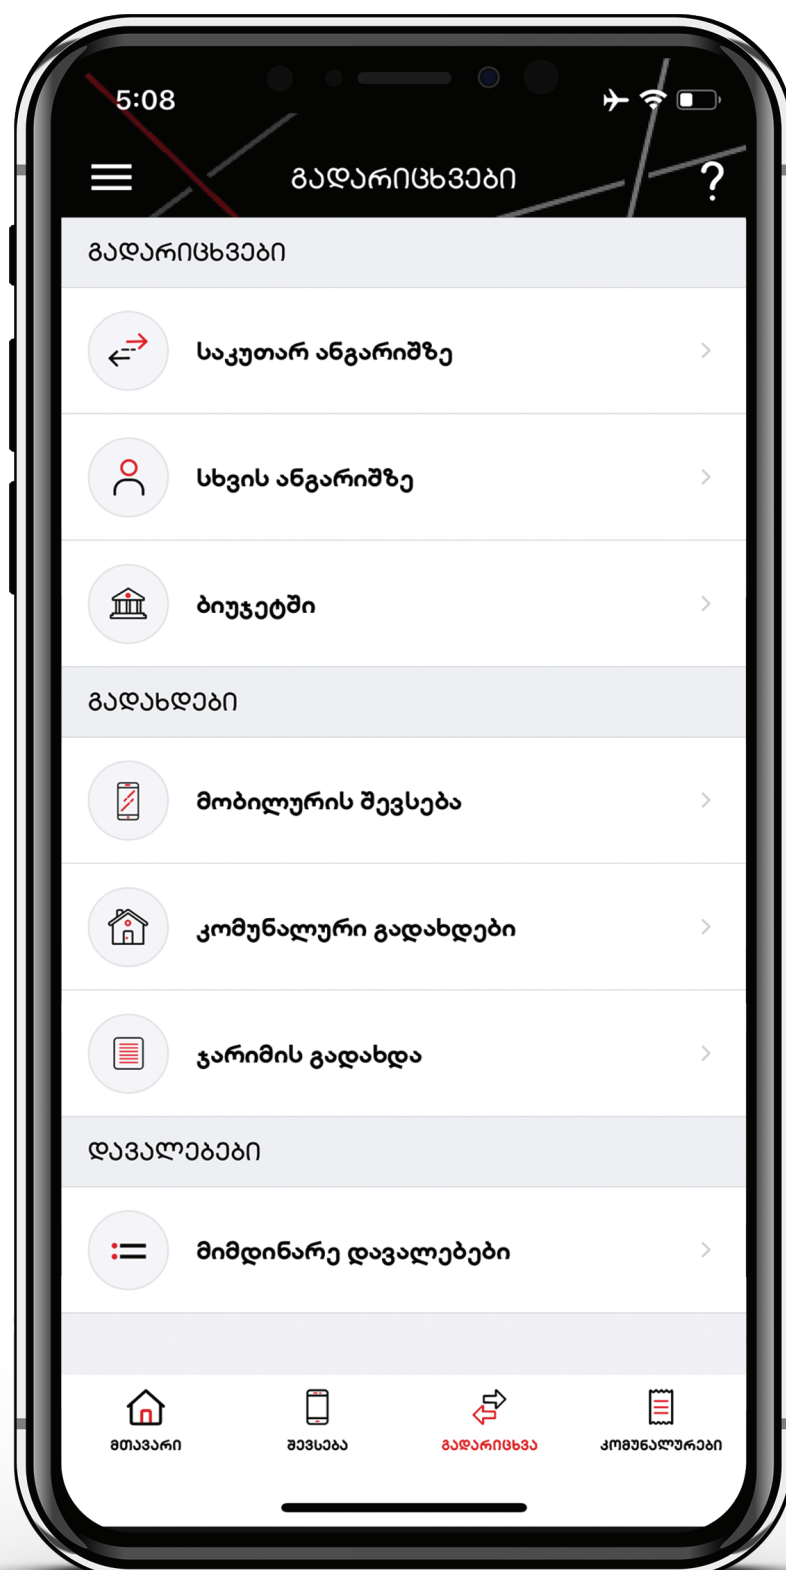 5:08
გადარიცხვები
?
გადარიცხვები
საკუთარ ანგარიშზე
სხვის ანგარიშზე
ბიუჯეტში
გადახდები
მობილურის შევსება
კომუნალური გადახდები
ჯარიმის გადახდა
დავალებები
მიმდინარე დავალებები
მთავარი
შევსება
გადარიცხვა
კომუნალურები